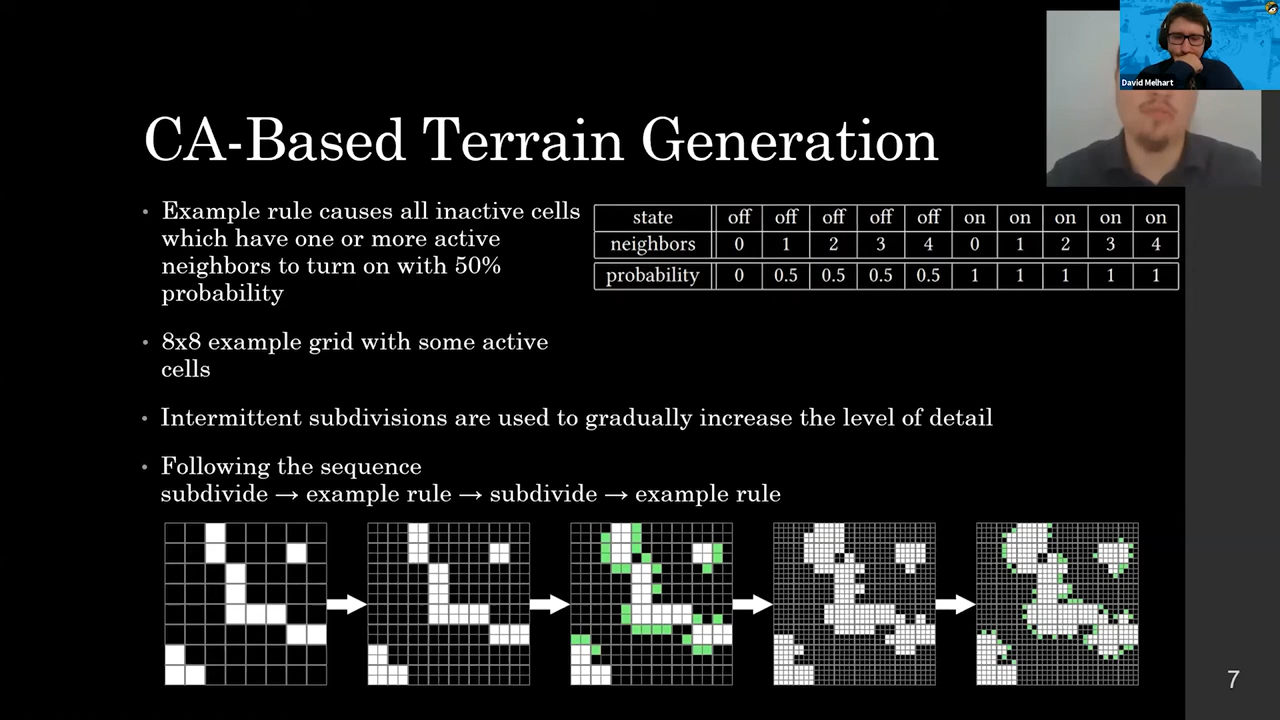 David Melhart
CA-Based Terrain Generation
• Example rule causes all inactive cells
which have one or more active
neighbors to turn on with 50%
probability
state off off off off off on on on on on
neighbors 0 1 2 3 4 0 1 2 3 4
probability 0 0.5 0.5 0.5 0.5 1 1 1 1 1
• 8x8 example grid with some active
cells
• Intermittent subdivisions are used to gradually increase the level of detail
• Following the sequence
subdivide → example rule → subdivide → example rule
7